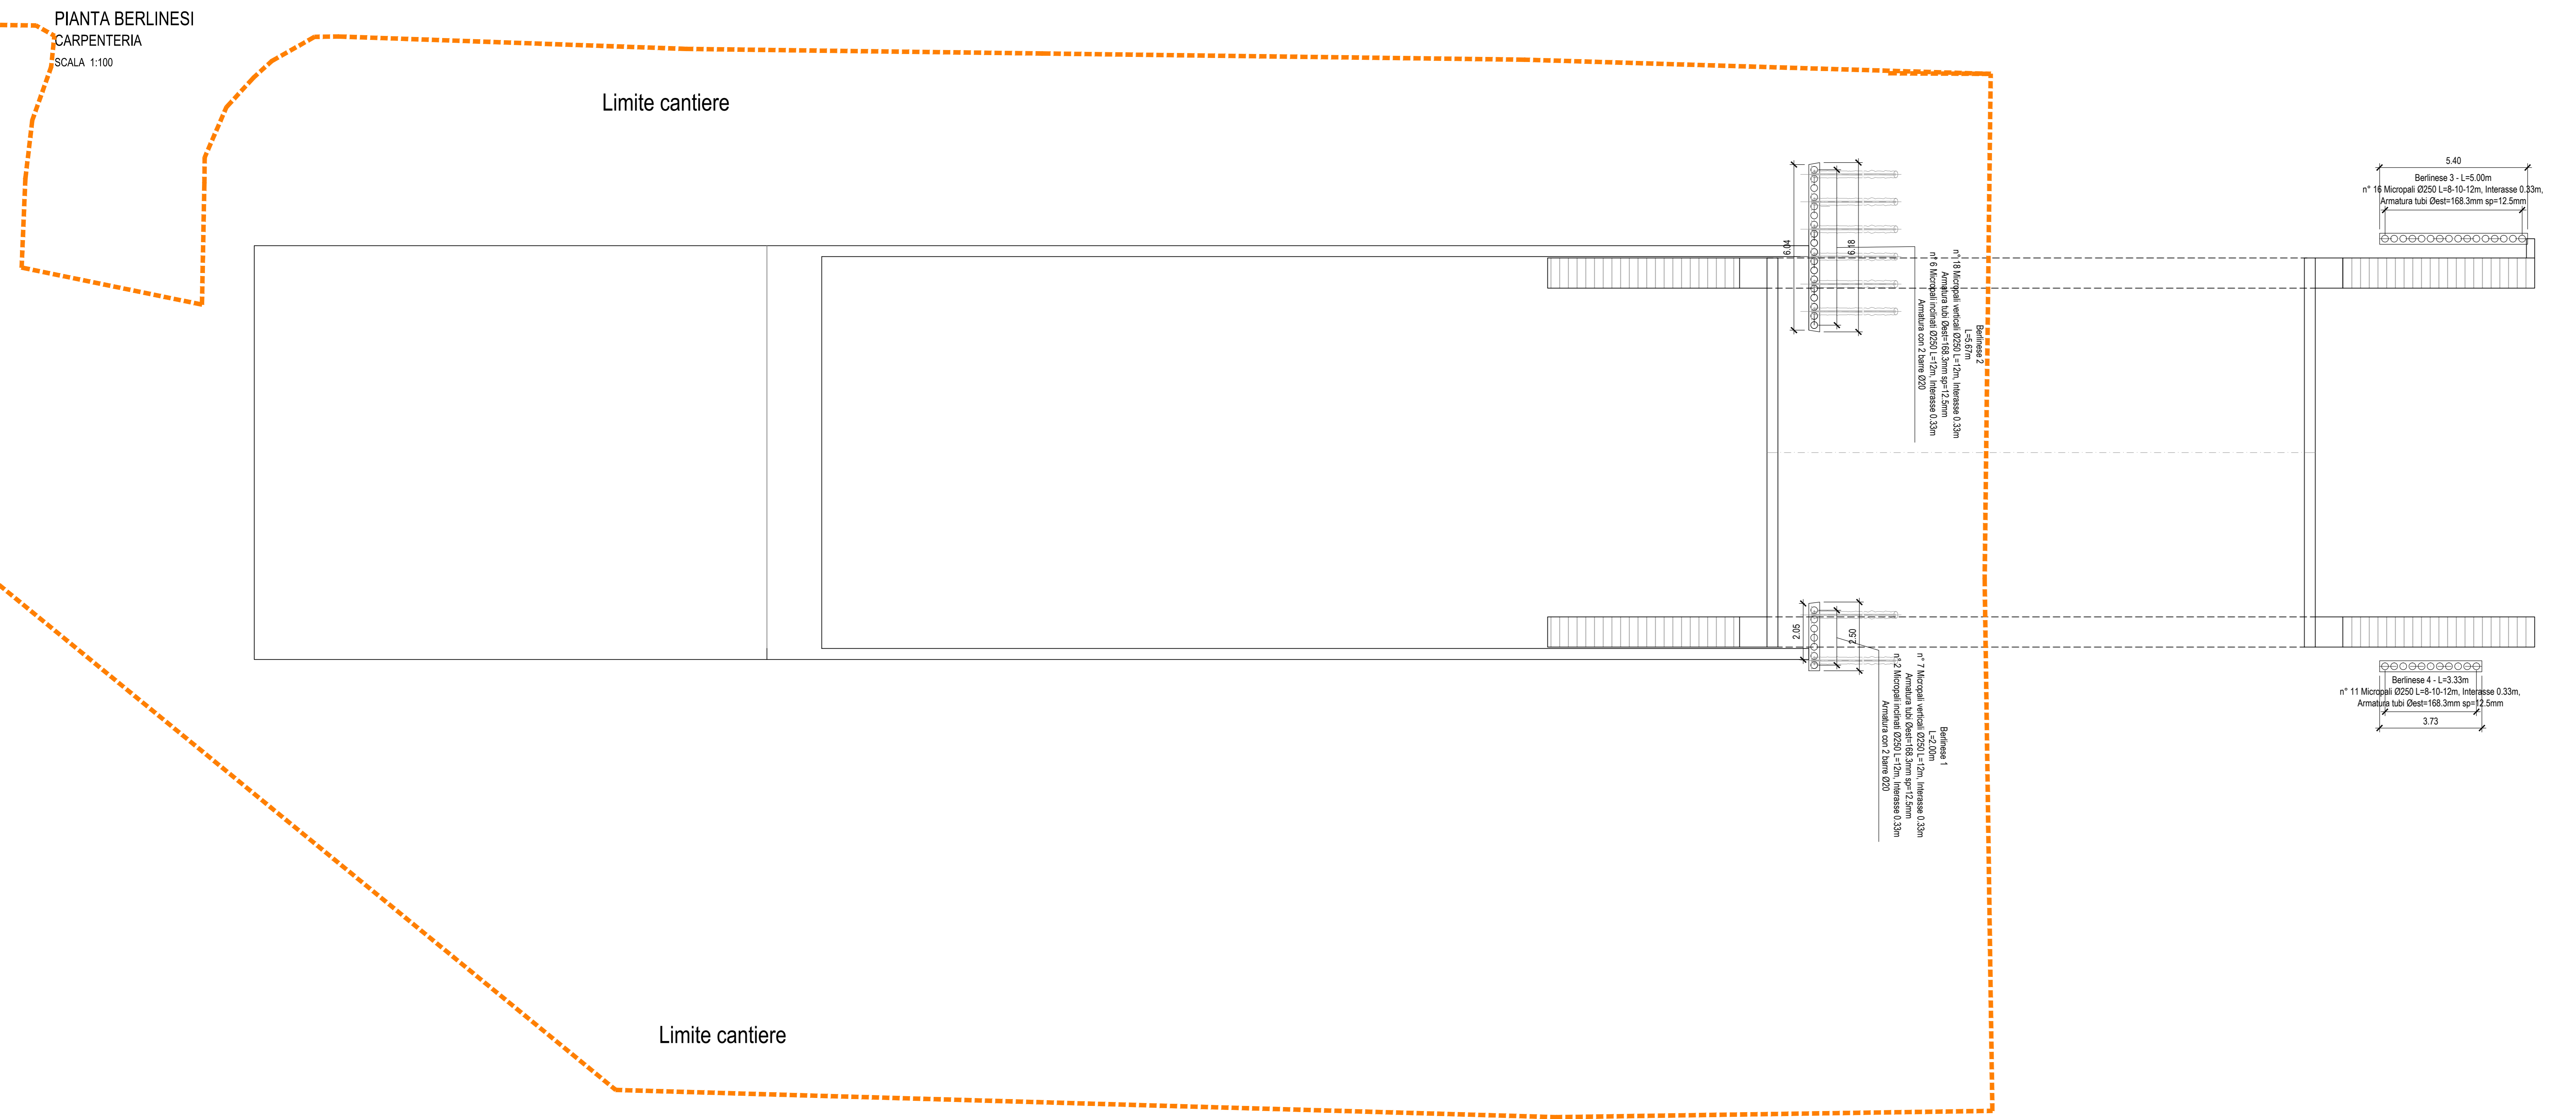 PIANTA BERLINESI
CARPENTERIA
SCALA 1:100
Limite cantiere
5.40
Berlinese 3 - L=5.00m
n° 16 Micropali Ø250 L=8-10-12m, Interasse 0.33m,
Armatura tubi Øest=168.3mm sp=12.5mm
6.04
6.18
Berlinese 2
L=5.67m
n° 18 Micropali verticali Ø250 L=12m, Interasse 0.33m
Armatura tubi Øest=168.3mm sp=12.5mm
n° 6 Micropali inclinati Ø250 L=12m, Interasse 0.33m
Armatura con 2 barre Ø20
2.05
2.50
Berlinese 1
L=2.00m
n° 7 Micropali verticali Ø250 L=12m, Interasse 0.33m
Armatura tubi Øest=168.3mm sp=12.5mm
n° 2 Micropali inclinati Ø250 L=12m, Interasse 0.33m
Armatura con 2 barre Ø20
Berlinese 4 - L=3.33m
n° 11 Micropali Ø250 L=8-10-12m, Interasse 0.33m,
Armatura tubi Øest=168.3mm sp=12.5mm
3.73
Limite cantiere